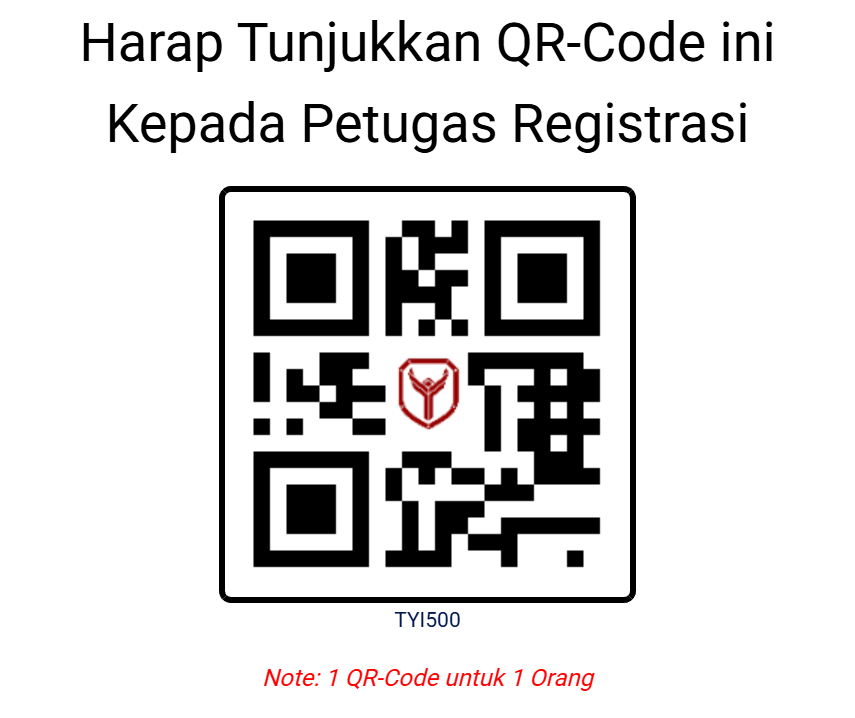 Harap Tunjukkan QR-Code ini
Kepada Petugas Registrasi
TYI500
Note: 1 QR-Code untuk 1 Orang